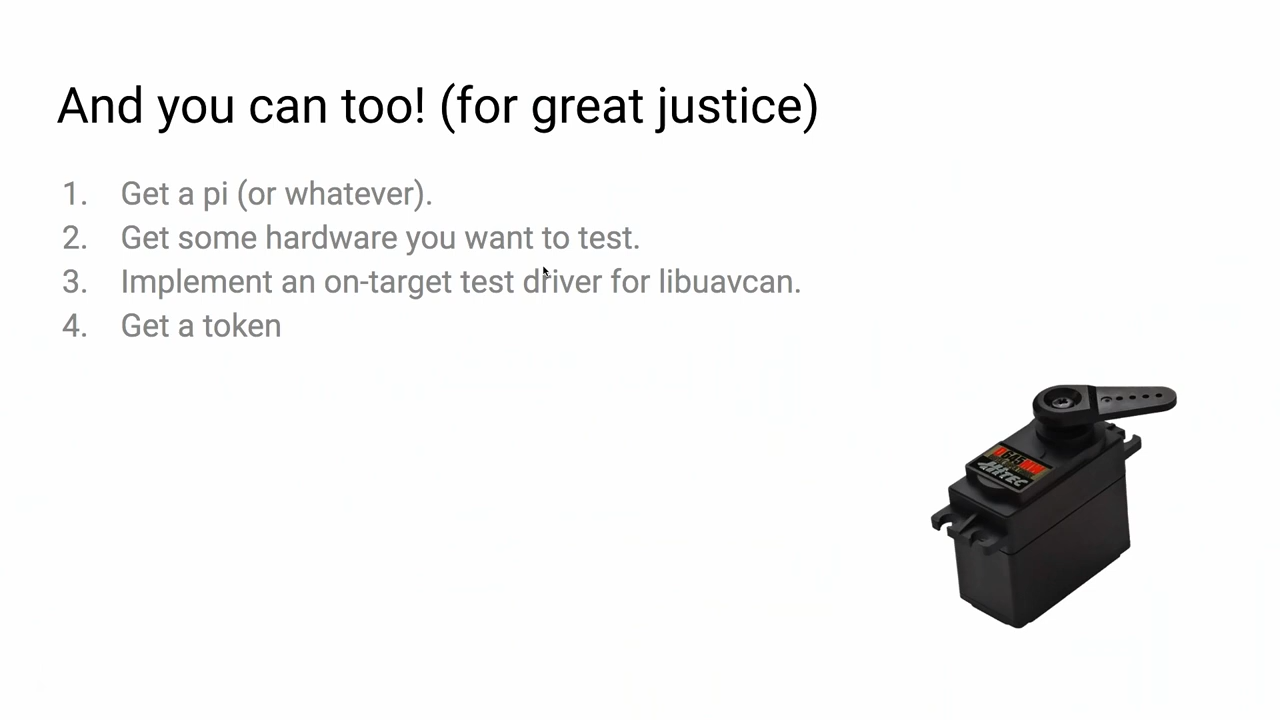 And you can too! (for great justice)
1. Get a pi (or whatever).
2. Get some hardware you want to test.
3. Implement an on-target test driver for libuavcan.
4. Get a token